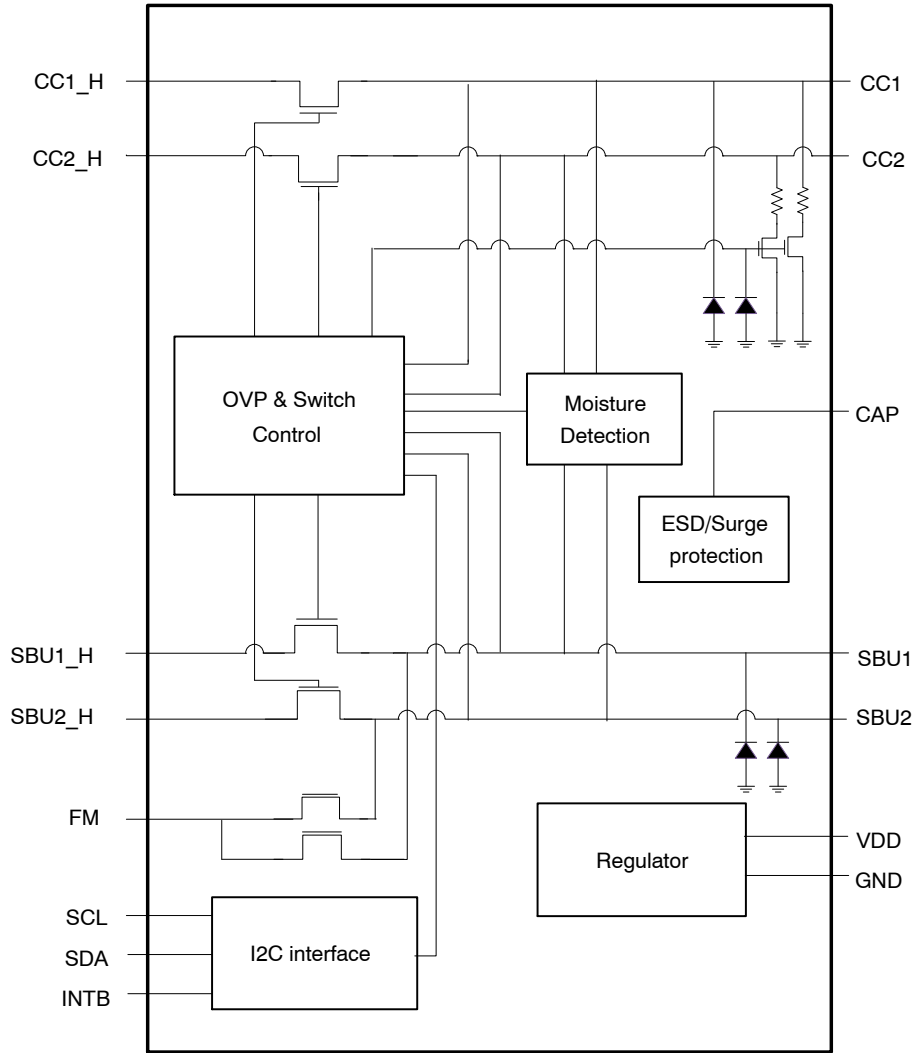 CC1_H
CC1
CC2_H
CC2
OVP & Switch
Control
Moisture
Detection
CAP
ESD/Surge
protection
SBU1_H
SBU1
SBU2_H
SBU2
FM
Regulator
VDD
GND
SCL
SDA
INTB
I2C interface